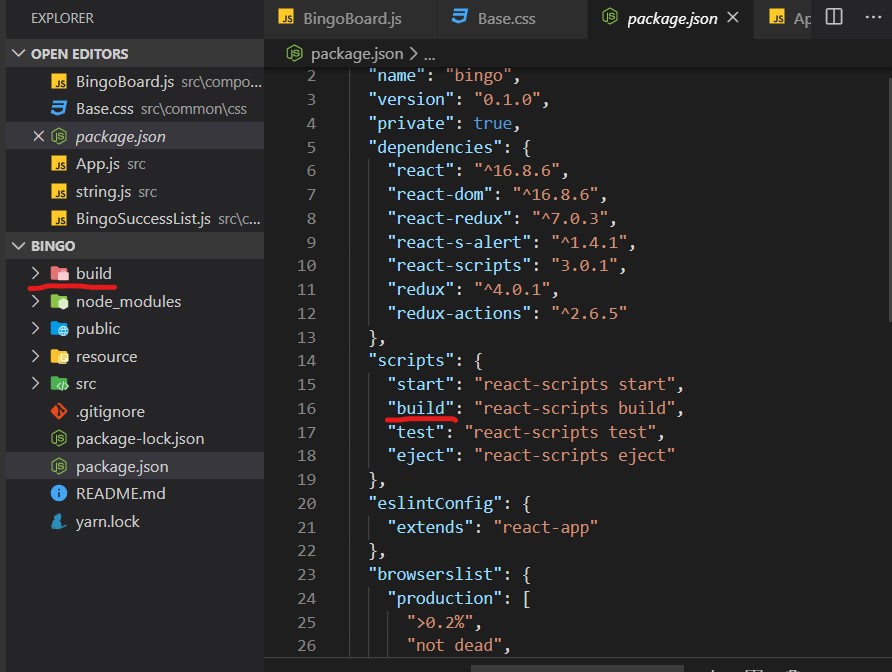 EXPLORER
OPEN EDITORS
JS BingoBoard.js src\compo...
Base.css src\common\css
package.json
JS App.js src
JS string.js src
JS BingoSuccessList.js src\c...
BINGO
build
node_modules
public
resource
src
.gitignore
package-lock.json
package.json
README.md
yarn.lock
JS BingoBoard.js
Base.css
package.json
JS Ap
package.json > ...
2 "name": "bingo",
3 "version": "0.1.0",
4 "private": true,
5 "dependencies": {
6 "react": "^16.8.6",
7 "react-dom": "^16.8.6",
8 "react-redux": "^7.0.3",
9 "react-s-alert": "^1.4.1",
10 "react-scripts": "3.0.1",
11 "redux": "^4.0.1",
12 "redux-actions": "^2.6.5"
13 },
14 "scripts": {
15 "start": "react-scripts start",
16 "build": "react-scripts build",
17 "test": "react-scripts test",
18 "eject": "react-scripts eject"
19 },
20 "eslintConfig": {
21 "extends": "react-app"
22 },
23 "browserslist": {
24 "production": [
25 ">0.2%",
26 "not dead",